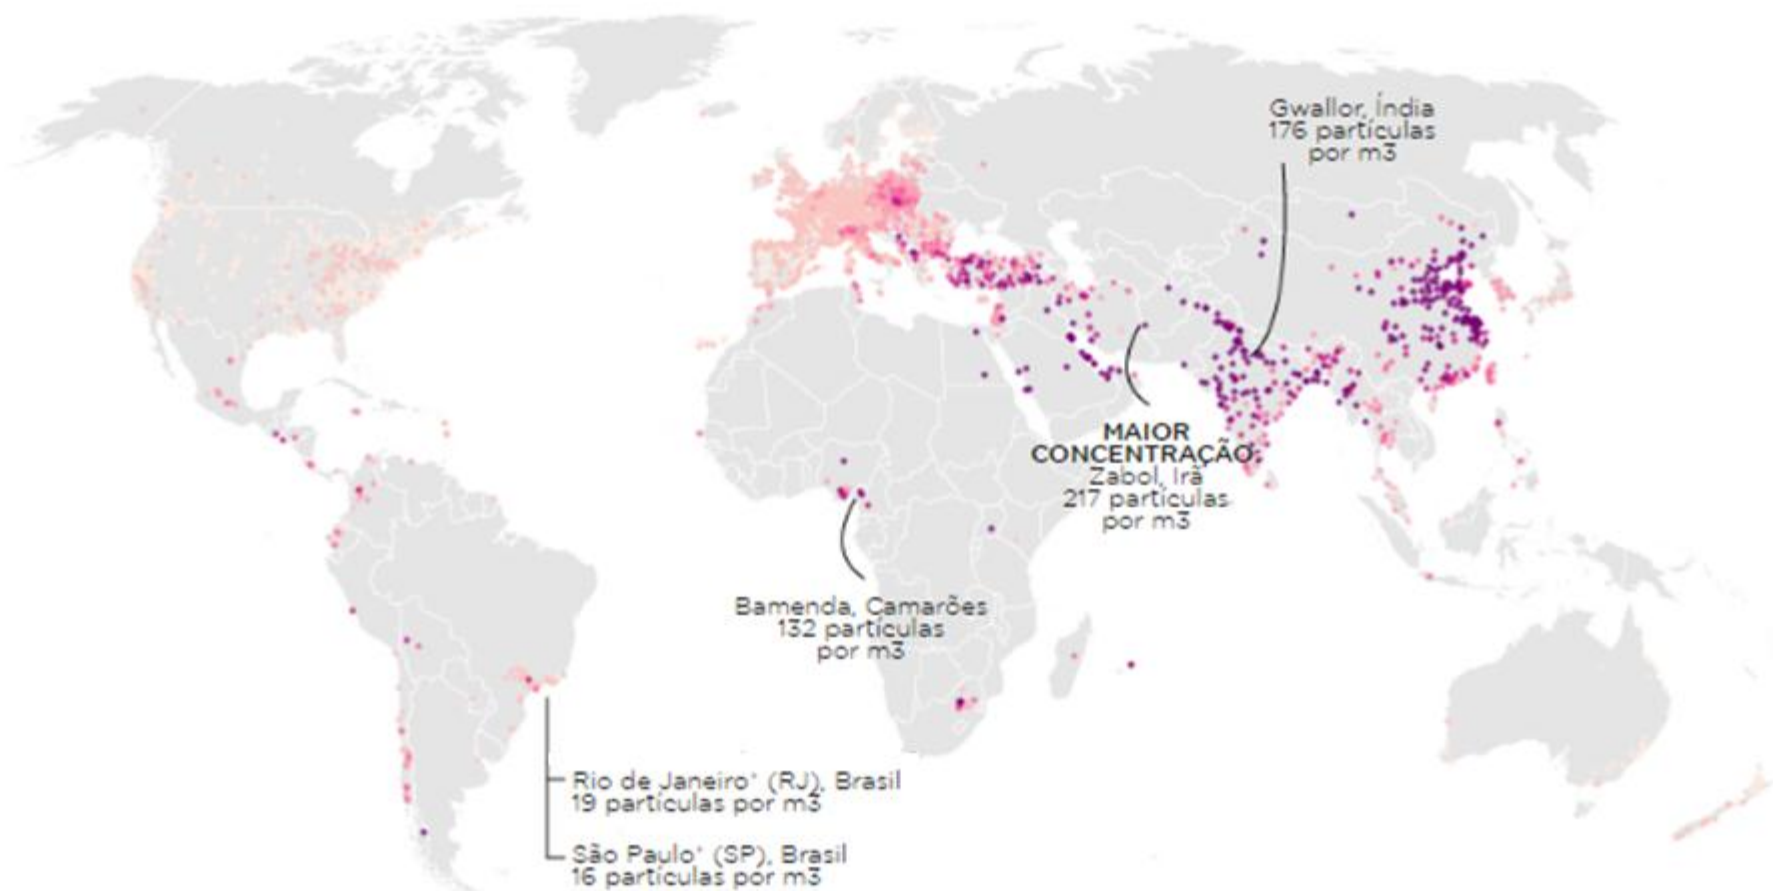 Gwallor, Índia
176 partículas
por m3
MAIOR
CONCENTRAÇÃO
Zabol, Irã
217 partículas
por m3
Bamenda, Camarões
132 partículas
por m3
Rio de Janeiro* (RJ), Brasil
19 partículas por m3
São Paulo* (SP), Brasil
16 partículas por m3